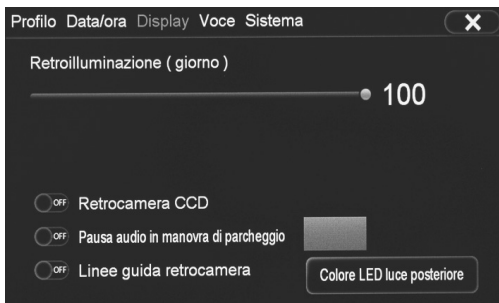 Profilo Data/ora Display Voce Sistema
Retroilluminazione ( giorno )
100
OFF Retrocamera CCD
OFF Pausa audio in manovra di parcheggio
OFF Linee guida retrocamera
Colore LED luce posteriore